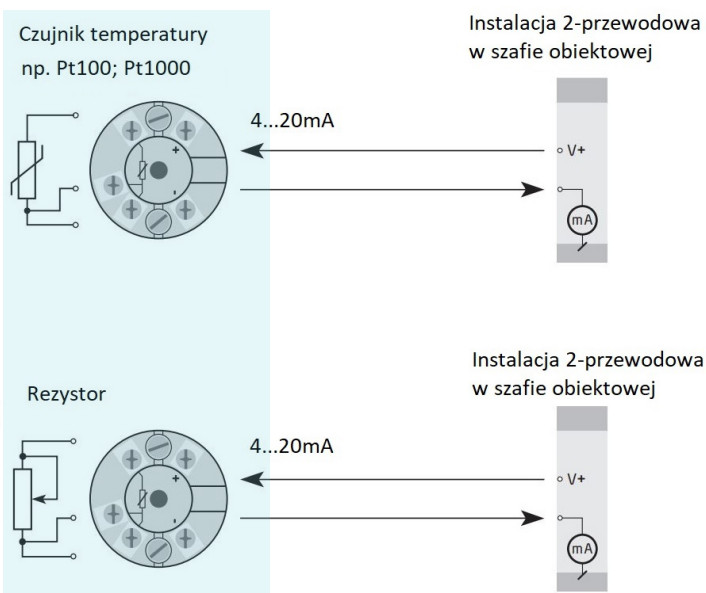 Czujnik temperatury
np. Pt100; Pt1000
Instalacja 2-przewodowa
w szafie obiektowej
4...20mA
+
-
V+
mA
Rezystor
Instalacja 2-przewodowa
w szafie obiektowej
4...20mA
+
-
V+
mA